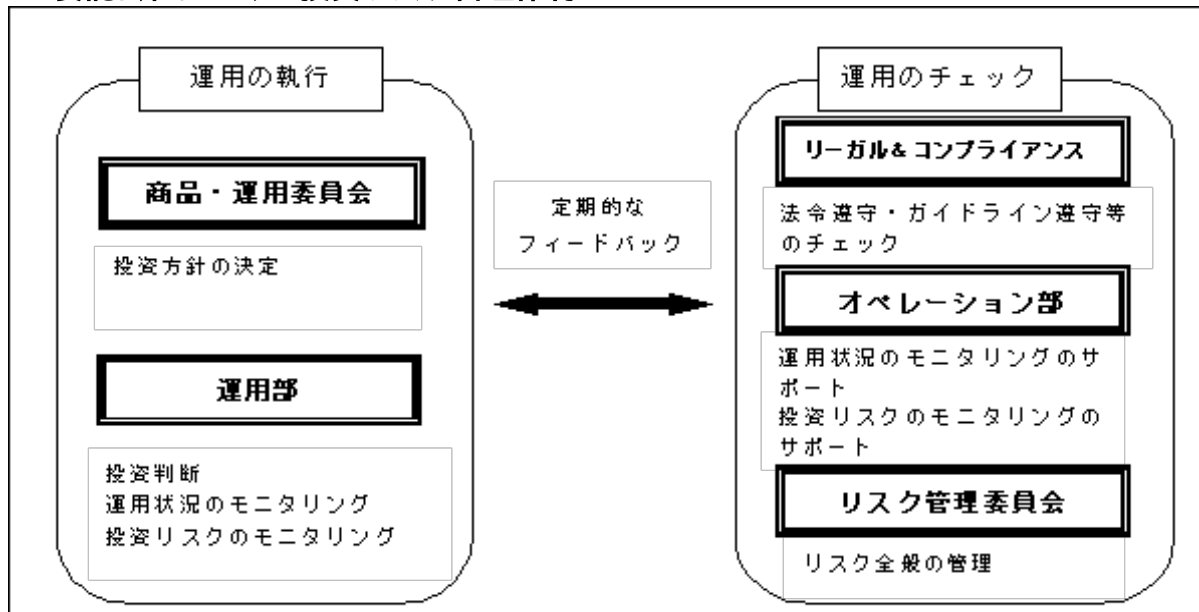 運用の執行
商品・運用委員会
投資方針の決定
運用部
投資判断
運用状況のモニタリング
投資リスクのモニタリング
定期的な
フィードバック
運用のチェック
リーガル&コンプライアンス
法令遵守・ガイドライン遵守等
のチェック
オペレーション部
運用状況のモニタリングのサ
ポート
投資リスクのモニタリングの
サポート
リスク管理委員会
リスク全般の管理